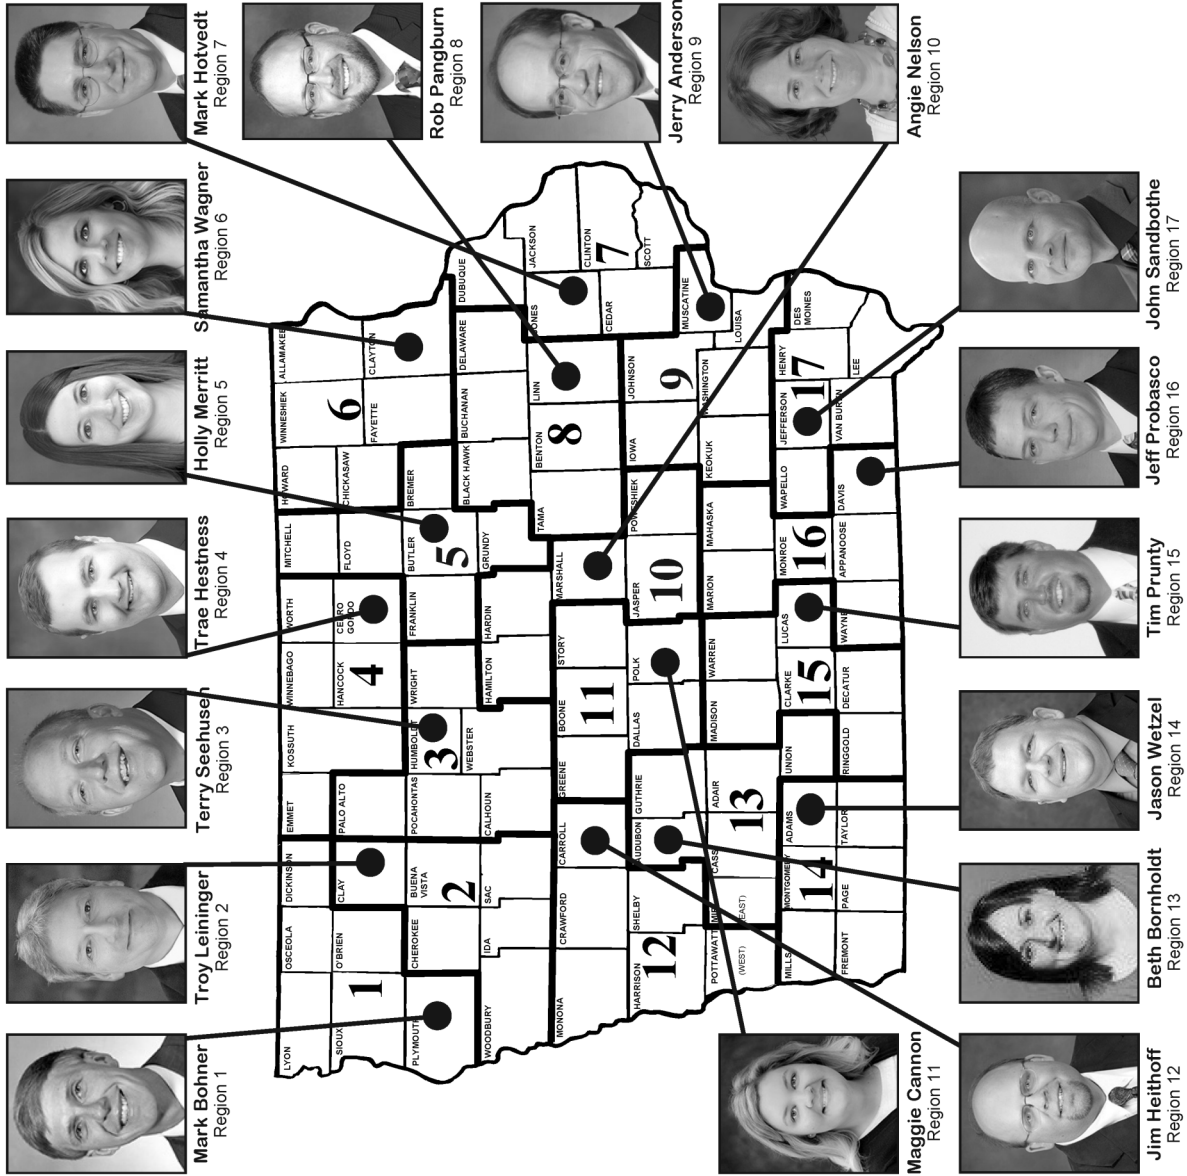 Mark Bohner
Region 1
Troy Leininger
Region 2
Terry Seehusen
Region 3
Trae Hestness
Region 4
Holly Merritt
Region 5
Samantha Wagner
Region 6
Mark Hotvedt
Region 7
Rob Pangburn
Region 8
Jerry Anderson
Region 9
Angie Nelson
Region 10
LYON
OSCEOLA
DICKINSON
EMMET
KOSSUTH
WINNEBAGO
WORTH
MITCHELL
HOWARD
WINNESHIEK
ALLAMAKEE
SIOUX
O'BRIEN
CLAY
PALO ALTO
HANCOCK
CERRO
GORDO
FLOYD
CHICKASAW
FAYETTE
CLAYTON
1
4
6
PLYMOUTH
CHEROKEE
BUENA
VISTA
POCAHONTAS
HUMBOLDT
WRIGHT
FRANKLIN
BUTLER
BREMER
2
3
5
WEBSTER
BLACK HAWK
BUCHANAN
DELAWARE
DUBUQUE
WOODBURY
IDA
SAC
CALHOUN
HAMILTON
HARDIN
GRUNDY
MONONA
CRAWFORD
CARROLL
GREENE
BOONE
STORY
MARSHALL
TAMA
BENTON
LINN
JONES
JACKSON
11
8
CLINTON
7
CEDAR
SCOTT
HARRISON
SHELBY
AUDUBON
GUTHRIE
DALLAS
POLK
JASPER
POWESHIEK
IOWA
JOHNSON
MUSCATINE
12
10
9
POTTAWATT
(WEST)
(EAST)
CASS
ADAIR
MADISON
WARREN
MARION
MAHASKA
KEOKUK
WASHINGTON
LOUISA
13
MILLS
MONTGOMERY
ADAMS
UNION
CLARKE
LUCAS
MONROE
WAPELLO
JEFFERSON
HENRY
DES
MOINES
14
15
16
17
FREMONT
PAGE
TAYLOR
RINGGOLD
DECATUR
WAYNE
APPANOOSE
DAVIS
VAN BUREN
LEE
Maggie Cannon
Region 11
Jim Heithoff
Region 12
Beth Bornholdt
Region 13
Jason Wetzel
Region 14
Tim Prunty
Region 15
Jeff Probasco
Region 16
John Sandbothe
Region 17